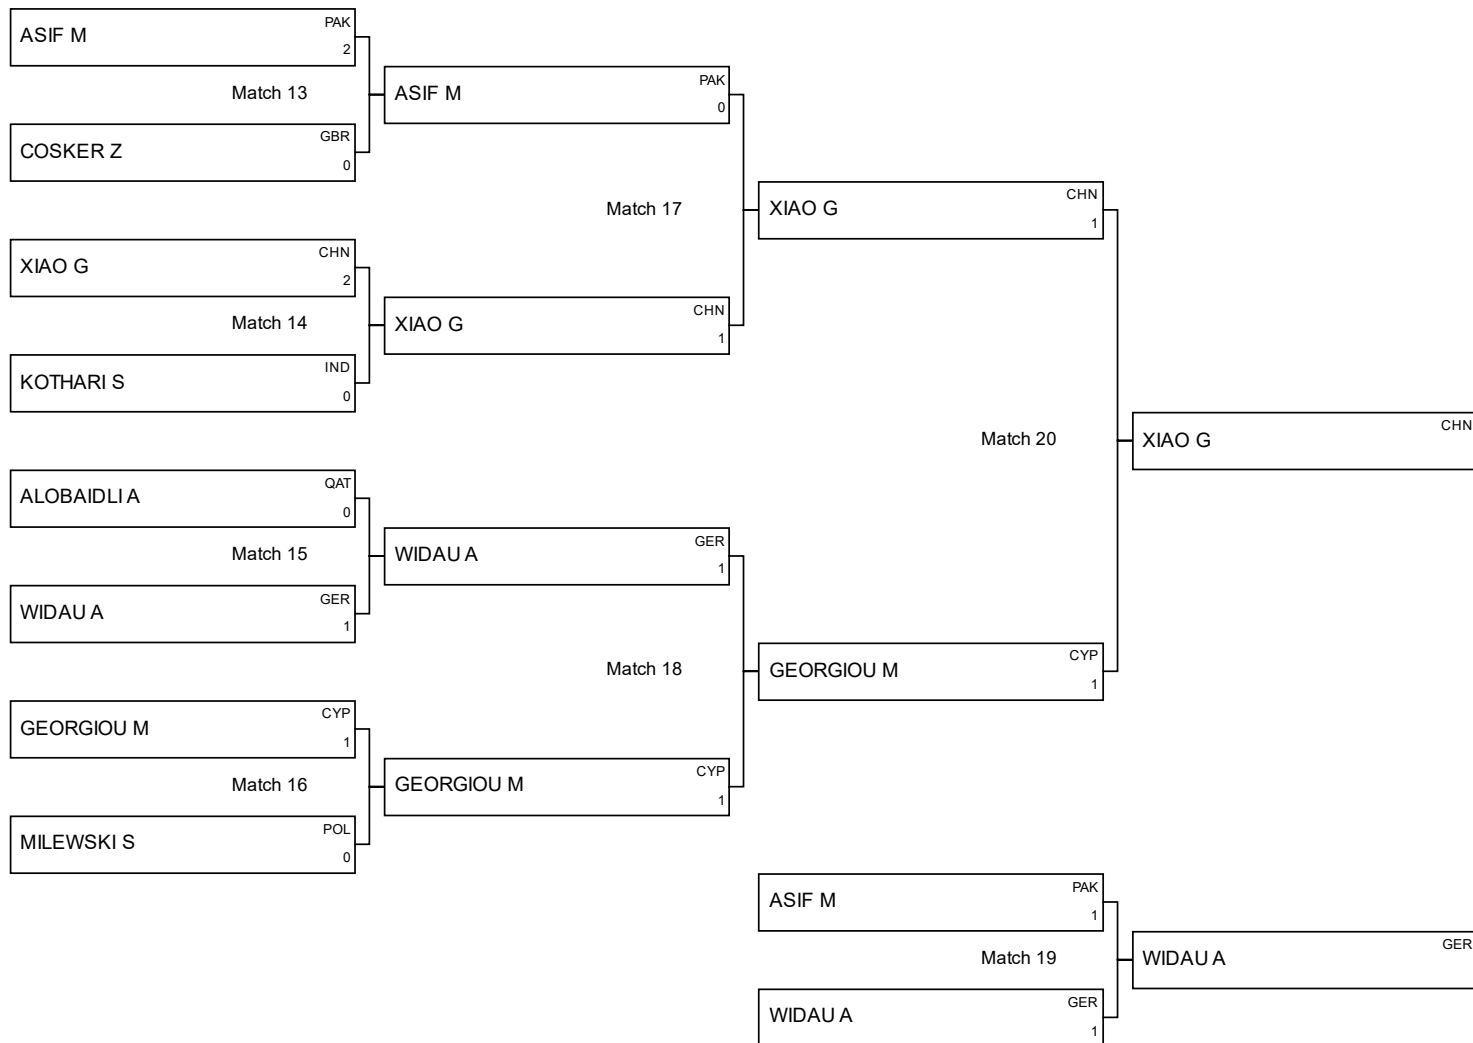 ASIF M
PAK
2
Match 13
COSKER Z
GBR
0
ASIF M
PAK
0
XIAO G
CHN
2
Match 14
KOTHARI S
IND
0
XIAO G
CHN
1
Match 17
XIAO G
CHN
1
ALOBAIDLI A
QAT
0
Match 15
WIDAU A
GER
1
WIDAU A
GER
1
GEORGIOU M
CYP
1
Match 16
MILEWSKI S
POL
0
GEORGIOU M
CYP
1
Match 18
GEORGIOU M
CYP
1
Match 20
XIAO G
CHN
ASIF M
PAK
1
Match 19
WIDAU A
GER
1
WIDAU A
GER